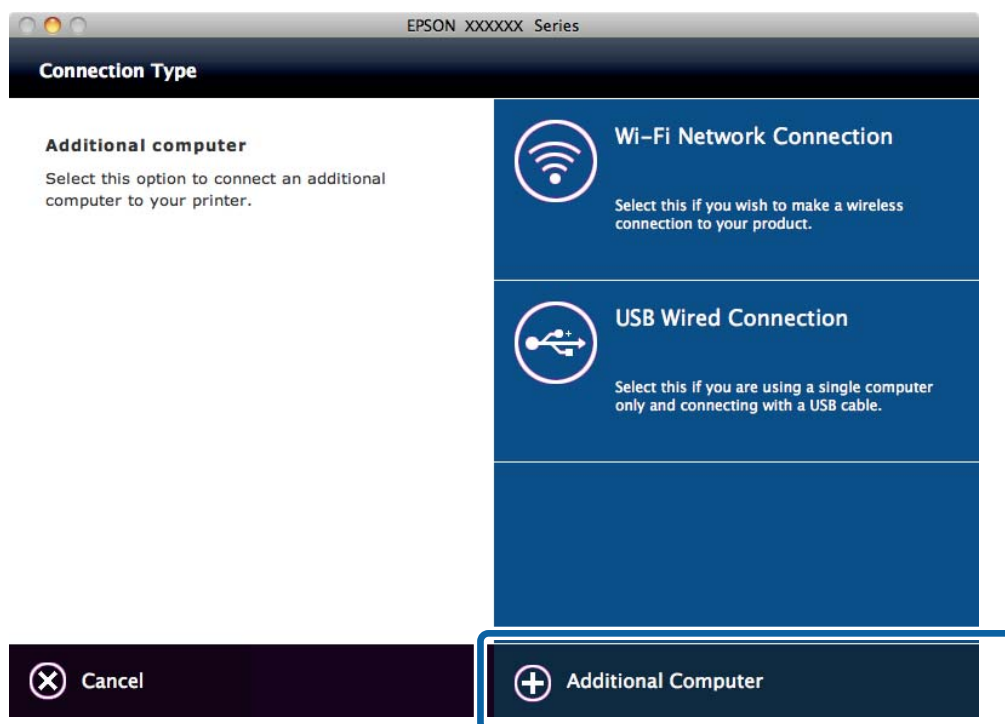 EPSON XXXXXX Series
Connection Type
Additional computer
Select this option to connect an additional
computer to your printer.
Wi-Fi Network Connection
Select this if you wish to make a wireless
connection to your product.
USB Wired Connection
Select this if you are using a single computer
only and connecting with a USB cable.
Cancel
Additional Computer